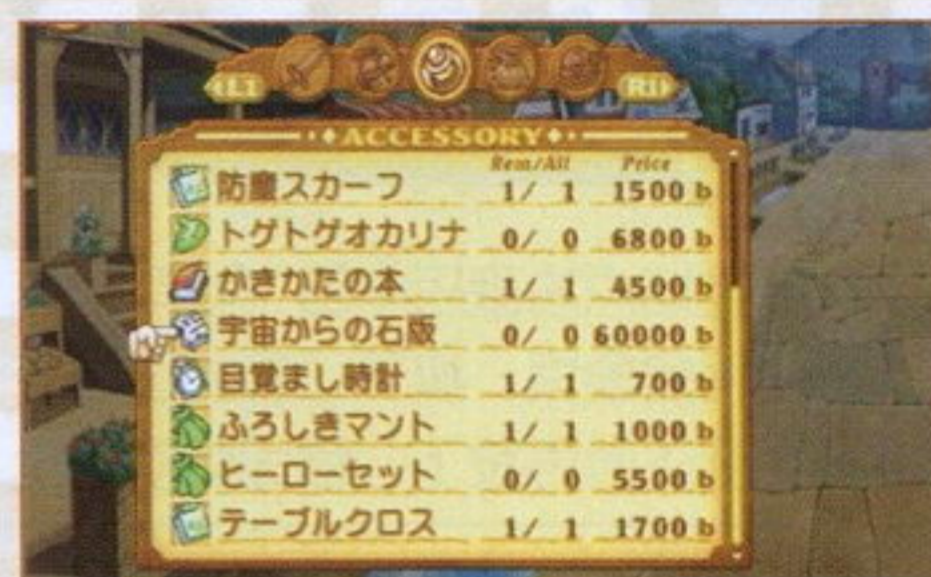 L1 R1
ACCESSORY
Rem/All Price
防塵スカーフ 1/ 1 1500 b
トゲトゲオカリナ 0/ 0 6800 b
かきかたの本 1/ 1 4500 b
宇宙からの石版 0/ 0 60000 b
目覚まし時計 1/ 1 700 b
ふろしきマント 1/ 1 1000 b
ヒーローセット 0/ 0 5500 b
テーブルクロス 1/ 1 1700 b